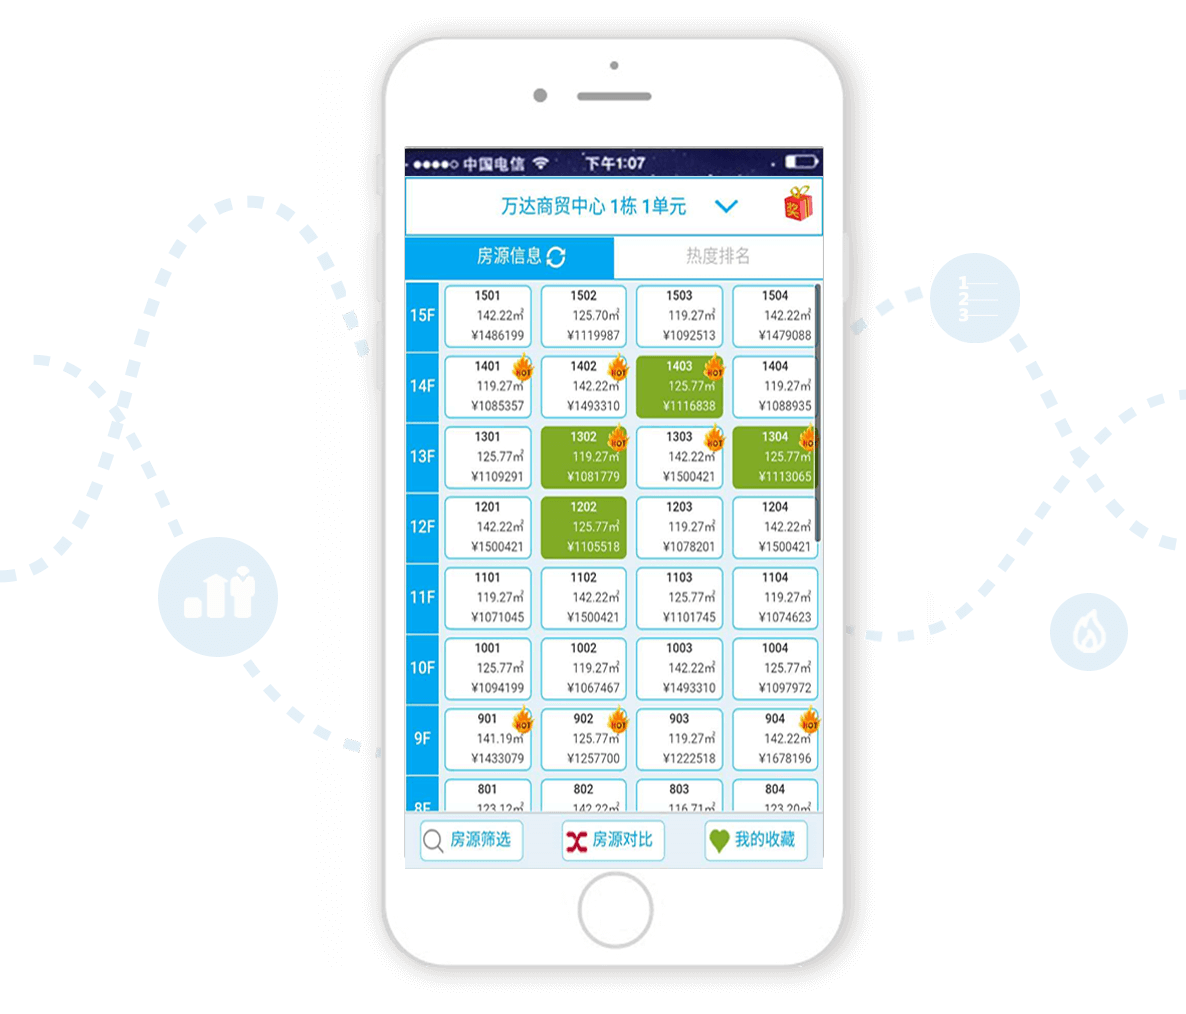 中国电信 下午1:07
万达商贸中心 1栋 1单元
奖
房源信息 热度排名
15F 1501 1502 1503 1504
142.22㎡ 125.70㎡ 119.27㎡ 142.22㎡
¥1486199 ¥1119987 ¥1092513 ¥1479088
14F 1401 HOT 1402 HOT 1403 HOT 1404
119.27㎡ 142.22㎡ 125.77㎡ 119.27㎡
¥1085357 ¥1493310 ¥1116838 ¥1088935
13F 1301 1302 HOT 1303 HOT 1304 HOT
125.77㎡ 119.27㎡ 142.22㎡ 125.77㎡
¥1109291 ¥1081779 ¥1500421 ¥1113065
12F 1201 1202 1203 1204
142.22㎡ 125.77㎡ 119.27㎡ 142.22㎡
¥1500421 ¥1105518 ¥1078201 ¥1500421
11F 1101 1102 1103 1104
119.27㎡ 142.22㎡ 125.77㎡ 119.27㎡
¥1071045 ¥1500421 ¥1101745 ¥1074623
10F 1001 1002 1003 1004
125.77㎡ 119.27㎡ 142.22㎡ 125.77㎡
¥1094199 ¥1067467 ¥1493310 ¥1097972
9F 901 HOT 902 HOT 903 904 HOT
141.19㎡ 125.77㎡ 119.27㎡ 142.22㎡
¥1433079 ¥1257700 ¥1222518 ¥1678196
8F 801 802 803 804
123.12㎡ 142.22㎡ 116.71㎡ 123.20㎡
房源筛选 房源对比 我的收藏
1
2
3